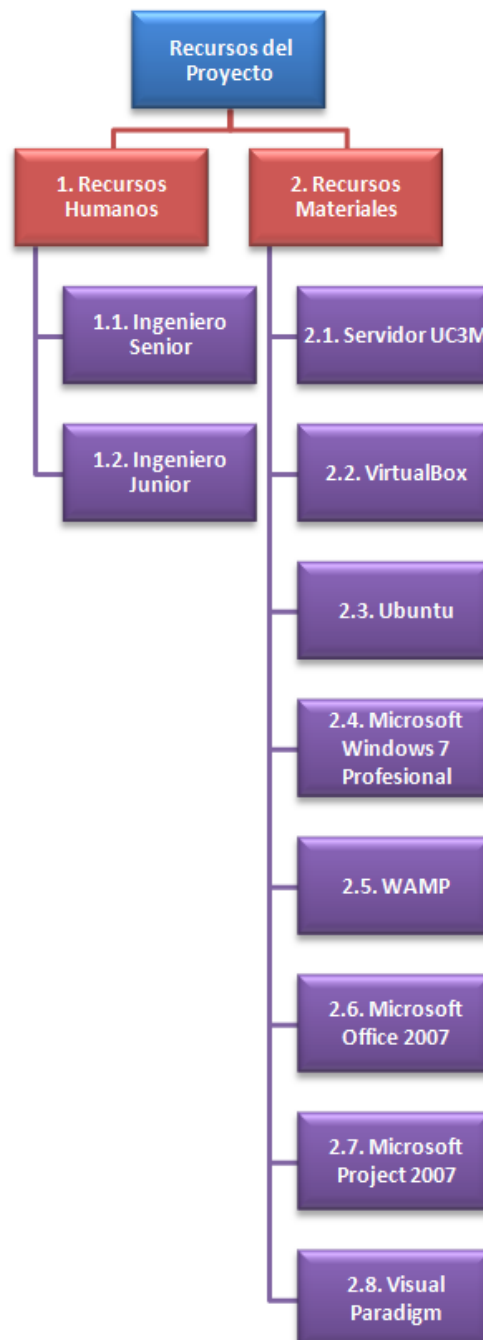 Recursos del
Proyecto
1. Recursos
Humanos
2. Recursos
Materiales
1.1. Ingeniero
Senior
1.2. Ingeniero
Junior
2.1. Servidor UC3M
2.2. VirtualBox
2.3. Ubuntu
2.4. Microsoft
Windows 7
Profesional
2.5. WAMP
2.6. Microsoft
Office 2007
2.7. Microsoft
Project 2007
2.8. Visual
Paradigm